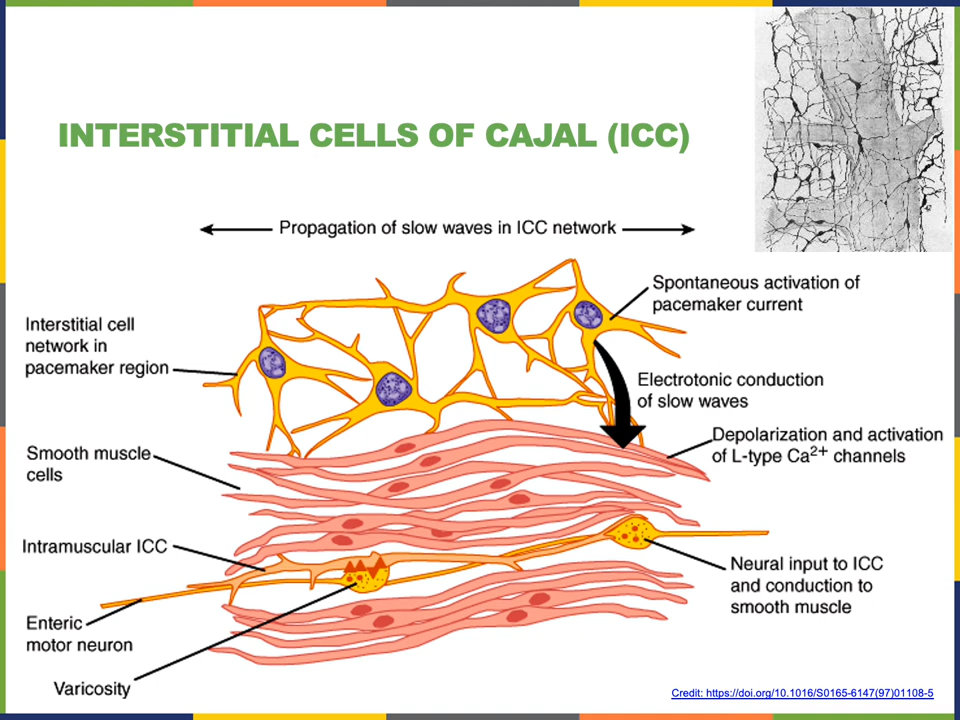 INTERSTITIAL CELLS OF CAJAL (ICC)
Propagation of slow waves in ICC network
Spontaneous activation of
pacemaker current
Interstitial cell
network in
pacemaker region
Electrotonic conduction
of slow waves
Depolarization and activation
of L-type Ca²⁺ channels
Smooth muscle
cells
Intramuscular ICC
Neural input to ICC
and conduction to
smooth muscle
Enteric
motor neuron
Varicosity
Credit: https://doi.org/10.1016/S0165-6147(97)01108-5